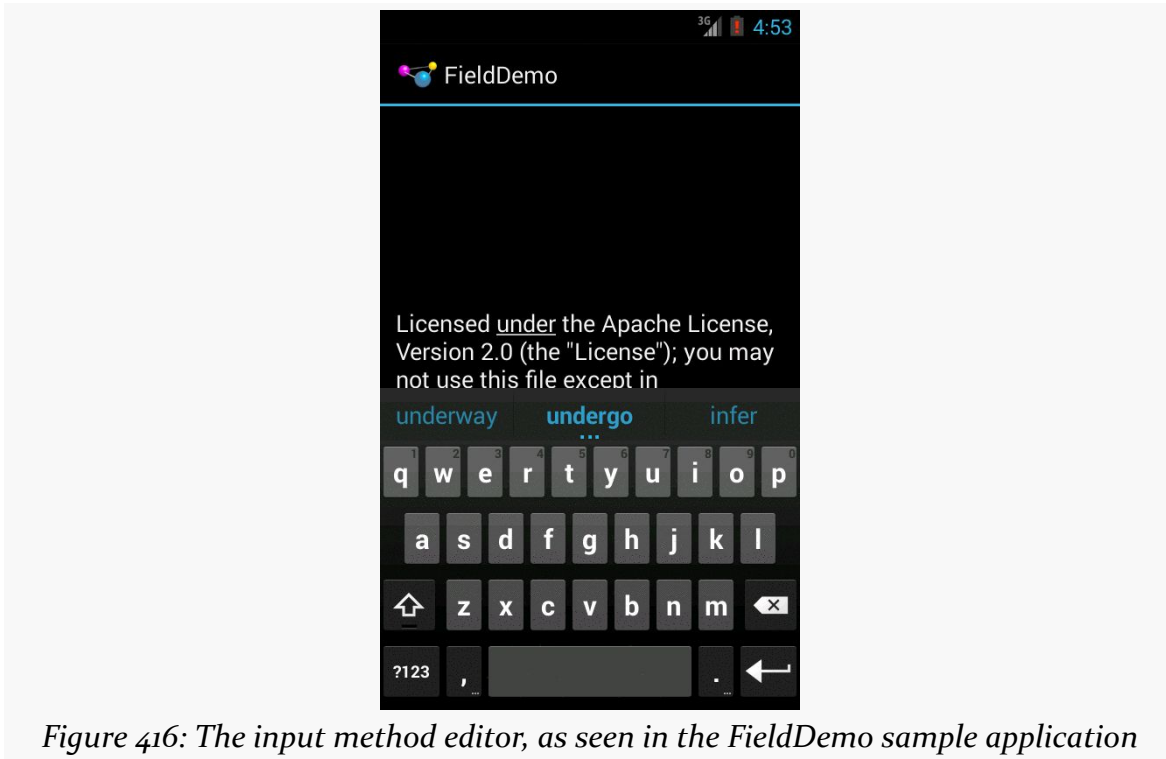 3G 4:53
FieldDemo
Licensed under the Apache License,
Version 2.0 (the "License"); you may
not use this file except in
underway undergo infer
...
1 2 3 4 5 6 7 8 9 0
q w e r t y u i o p
a s d f g h j k l
z x c v b n m
?123 , ... . ...
Figure 416: The input method editor, as seen in the FieldDemo sample application